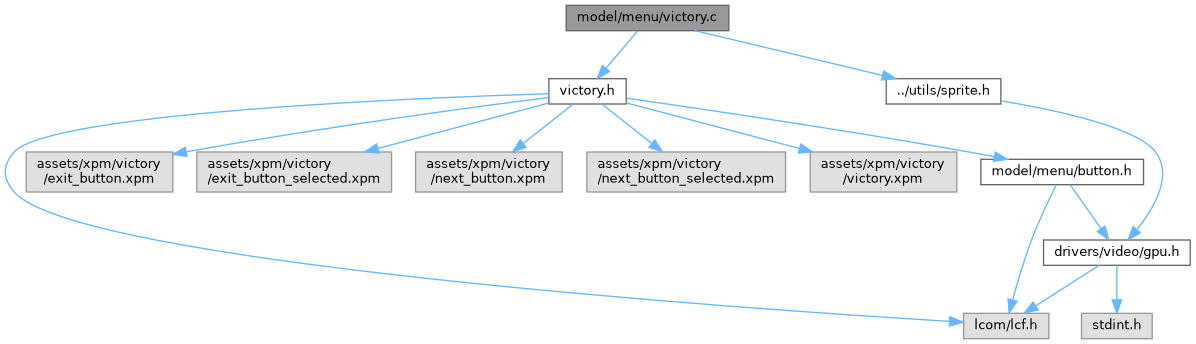 model/menu/victory.c
victory.h
../utils/sprite.h
assets/xpm/victory
/exit_button.xpm
assets/xpm/victory
/exit_button_selected.xpm
assets/xpm/victory
/next_button.xpm
assets/xpm/victory
/next_button_selected.xpm
assets/xpm/victory
/victory.xpm
model/menu/button.h
drivers/video/gpu.h
lcom/lcf.h
stdint.h